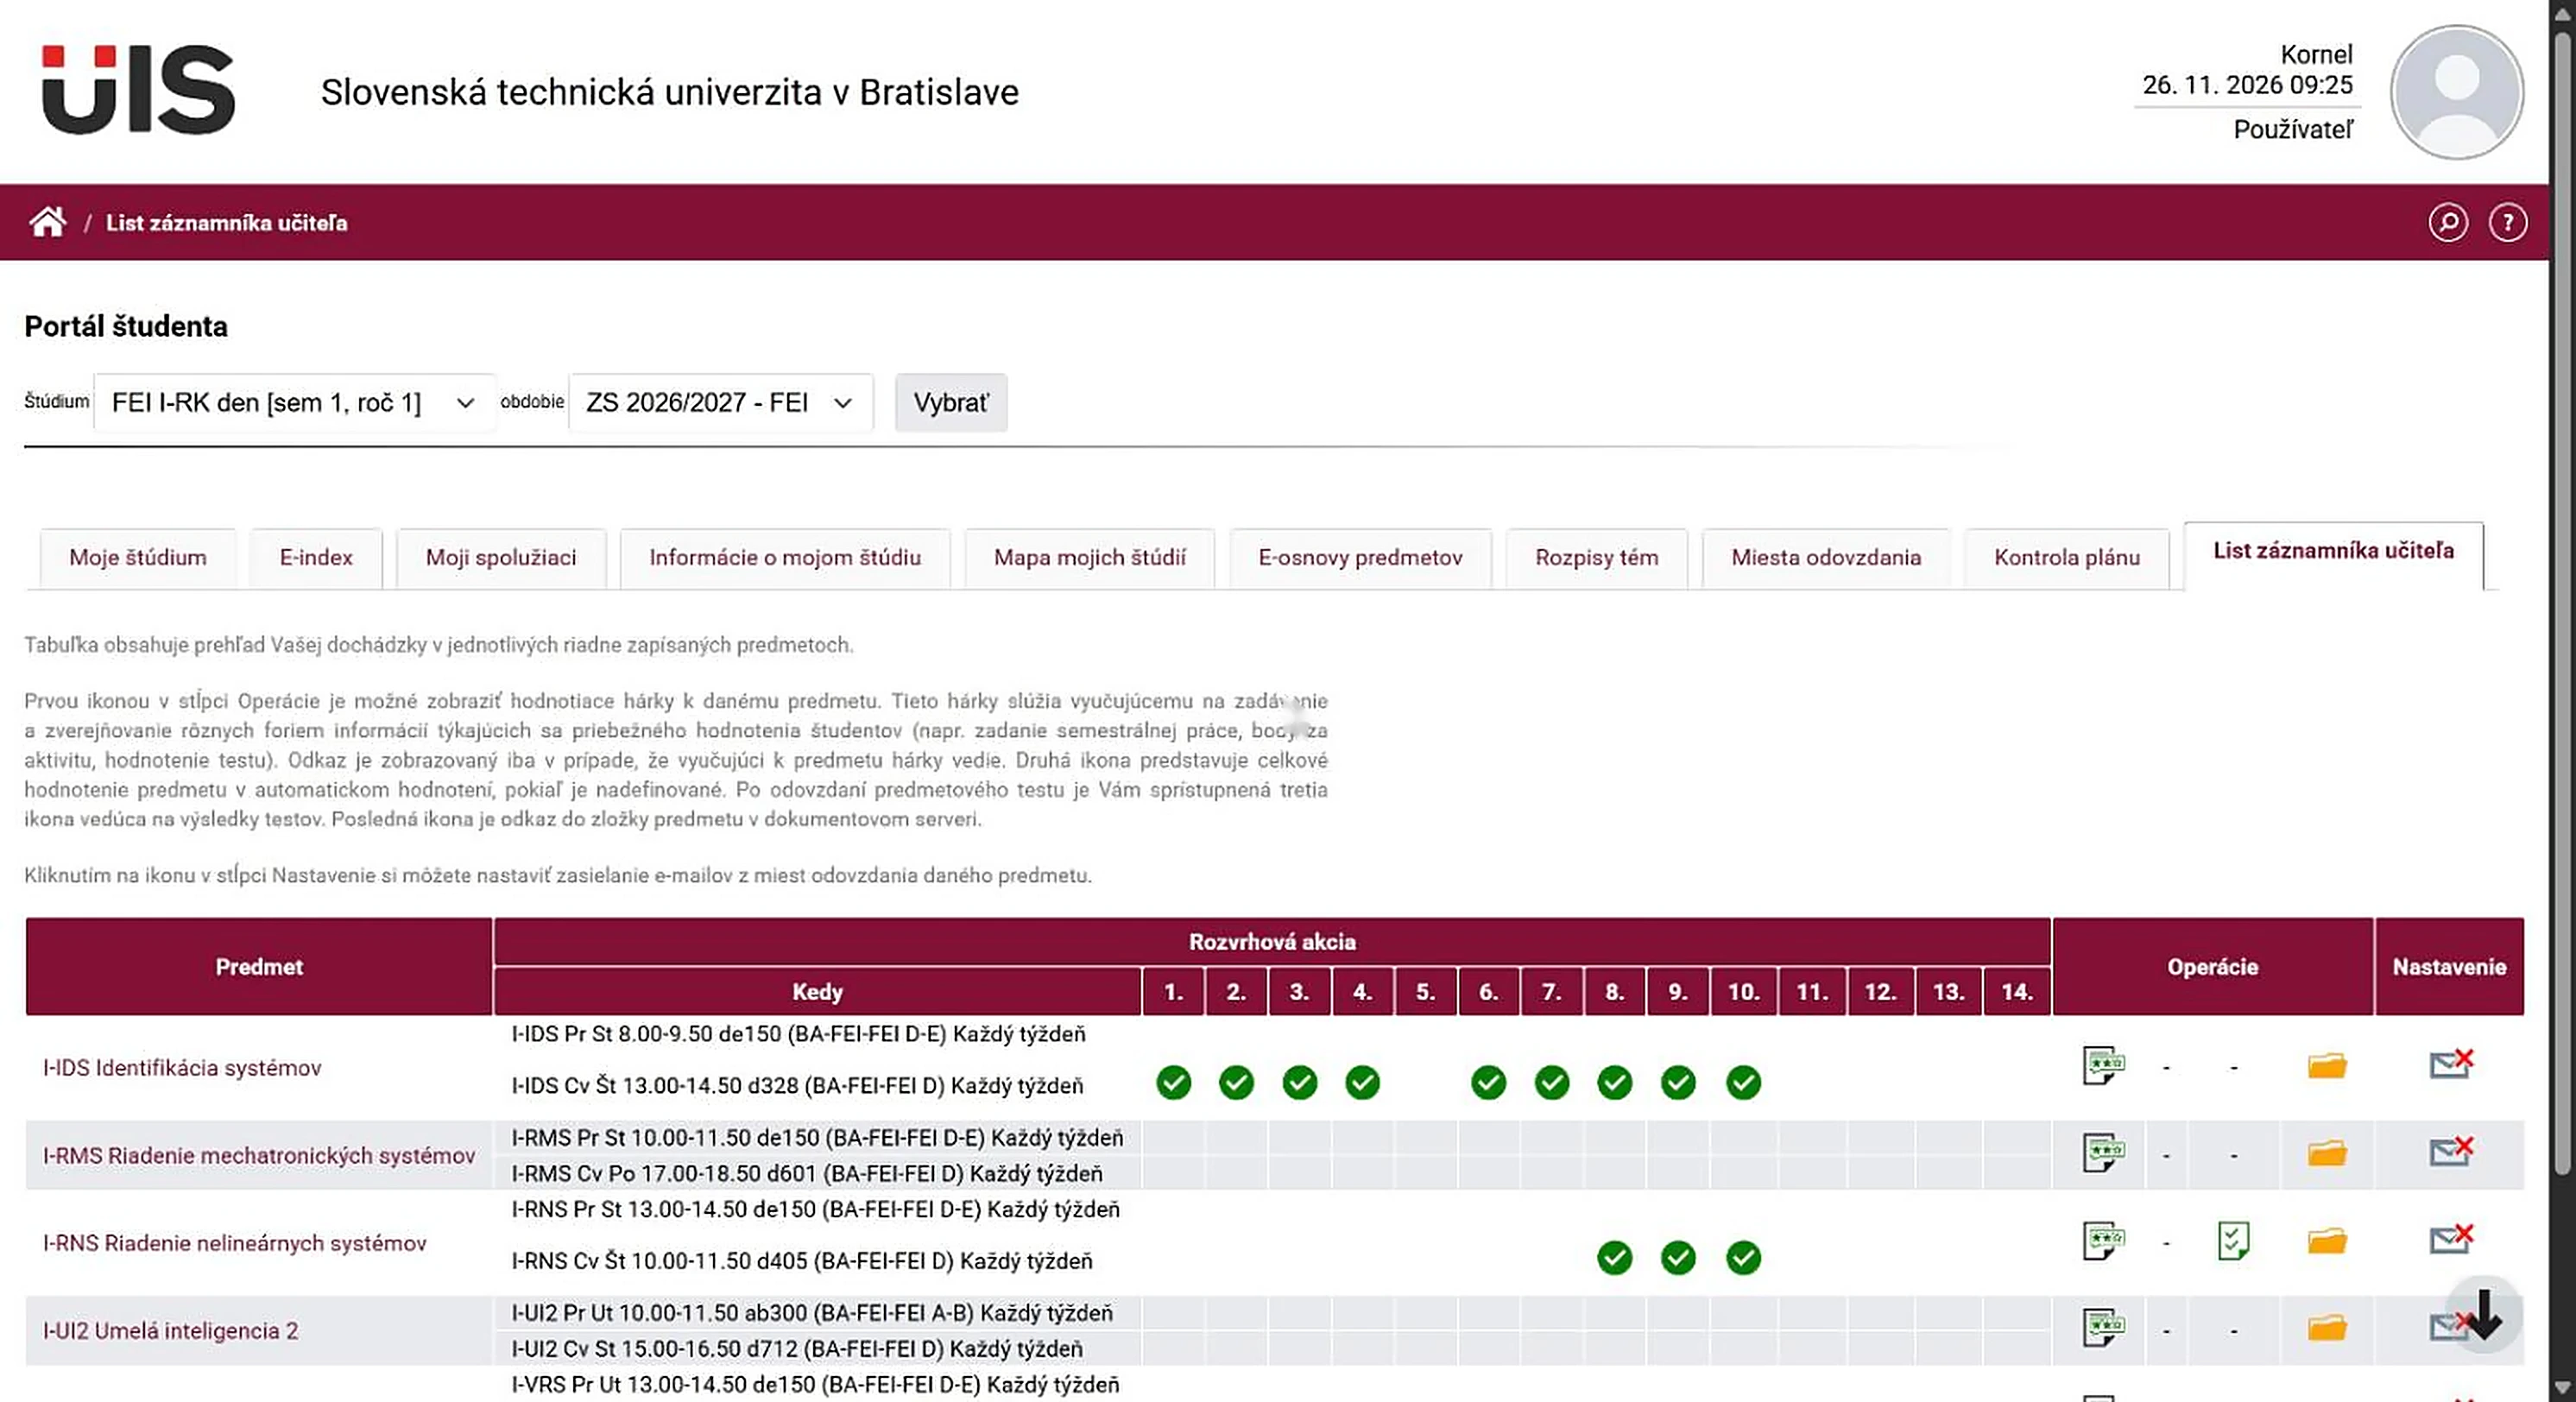 UIS
Slovenská technická univerzita v Bratislave
Kornel
26. 11. 2026 09:25
Používateľ
/ List záznamníka učiteľa
?
Portál študenta
Štúdium FEI I-RK den [sem 1, roč 1] obdobie ZS 2026/2027 - FEI Vybrať
Moje štúdium E-index Moji spolužiaci Informácie o mojom štúdiu Mapa mojich štúdií E-osnovy predmetov Rozpisy tém Miesta odovzdania Kontrola plánu List záznamníka učiteľa
Tabuľka obsahuje prehľad Vašej dochádzky v jednotlivých riadne zapísaných predmetoch.
Prvou ikonou v stĺpci Operácie je možné zobraziť hodnotiace hárky k danému predmetu. Tieto hárky slúžia vyučujúcemu na zadávanie
a zverejňovanie rôznych foriem informácií týkajúcich sa priebežného hodnotenia študentov (napr. zadanie semestrálnej práce, body za
aktivitu, hodnotenie testu). Odkaz je zobrazovaný iba v prípade, že vyučujúci k predmetu hárky vedie. Druhá ikona predstavuje celkové
hodnotenie predmetu v automatickom hodnotení, pokiaľ je nadefinované. Po odovzdaní predmetového testu je Vám sprístupnená tretia
ikona vedúca na výsledky testov. Posledná ikona je odkaz do zložky predmetu v dokumentovom serveri.
Kliknutím na ikonu v stĺpci Nastavenie si môžete nastaviť zasielanie e-mailov z miest odovzdania daného predmetu.
Predmet Rozvrhová akcia Operácie Nastavenie
Kedy 1. 2. 3. 4. 5. 6. 7. 8. 9. 10. 11. 12. 13. 14.
I-IDS Identifikácia systémov
I-IDS Pr St 8.00-9.50 de150 (BA-FEI-FEI D-E) Každý týždeň
I-IDS Cv Št 13.00-14.50 d328 (BA-FEI-FEI D) Každý týždeň
- -
I-RMS Riadenie mechatronických systémov
I-RMS Pr St 10.00-11.50 de150 (BA-FEI-FEI D-E) Každý týždeň
I-RMS Cv Po 17.00-18.50 d601 (BA-FEI-FEI D) Každý týždeň
- -
I-RNS Riadenie nelineárnych systémov
I-RNS Pr St 13.00-14.50 de150 (BA-FEI-FEI D-E) Každý týždeň
I-RNS Cv Št 10.00-11.50 d405 (BA-FEI-FEI D) Každý týždeň
-
I-UI2 Umelá inteligencia 2
I-UI2 Pr Ut 10.00-11.50 ab300 (BA-FEI-FEI A-B) Každý týždeň
I-UI2 Cv St 15.00-16.50 d712 (BA-FEI-FEI D) Každý týždeň
- -
I-VRS Pr Ut 13.00-14.50 de150 (BA-FEI-FEI D-E) Každý týždeň